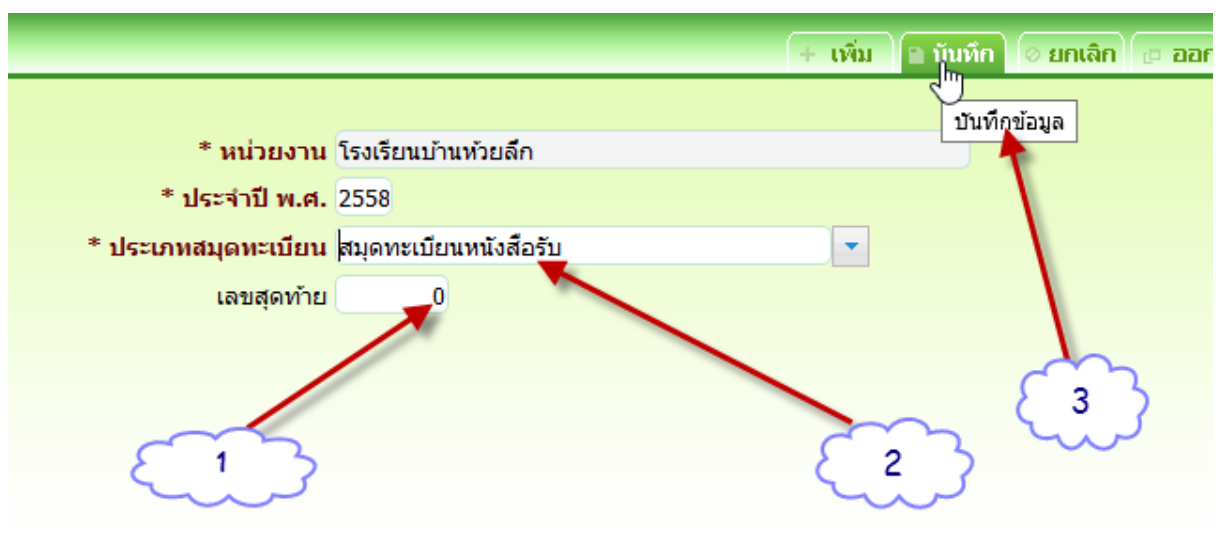 + เพิ่ม บันทึก ยกเลิก ออก
บันทึกข้อมูล
* หน่วยงาน โรงเรียนบ้านห้วยลึก
* ประจำปี พ.ศ. 2558
* ประเภทสมุดทะเบียน สมุดทะเบียนหนังสือรับ
เลขสุดท้าย 0
3
1
2